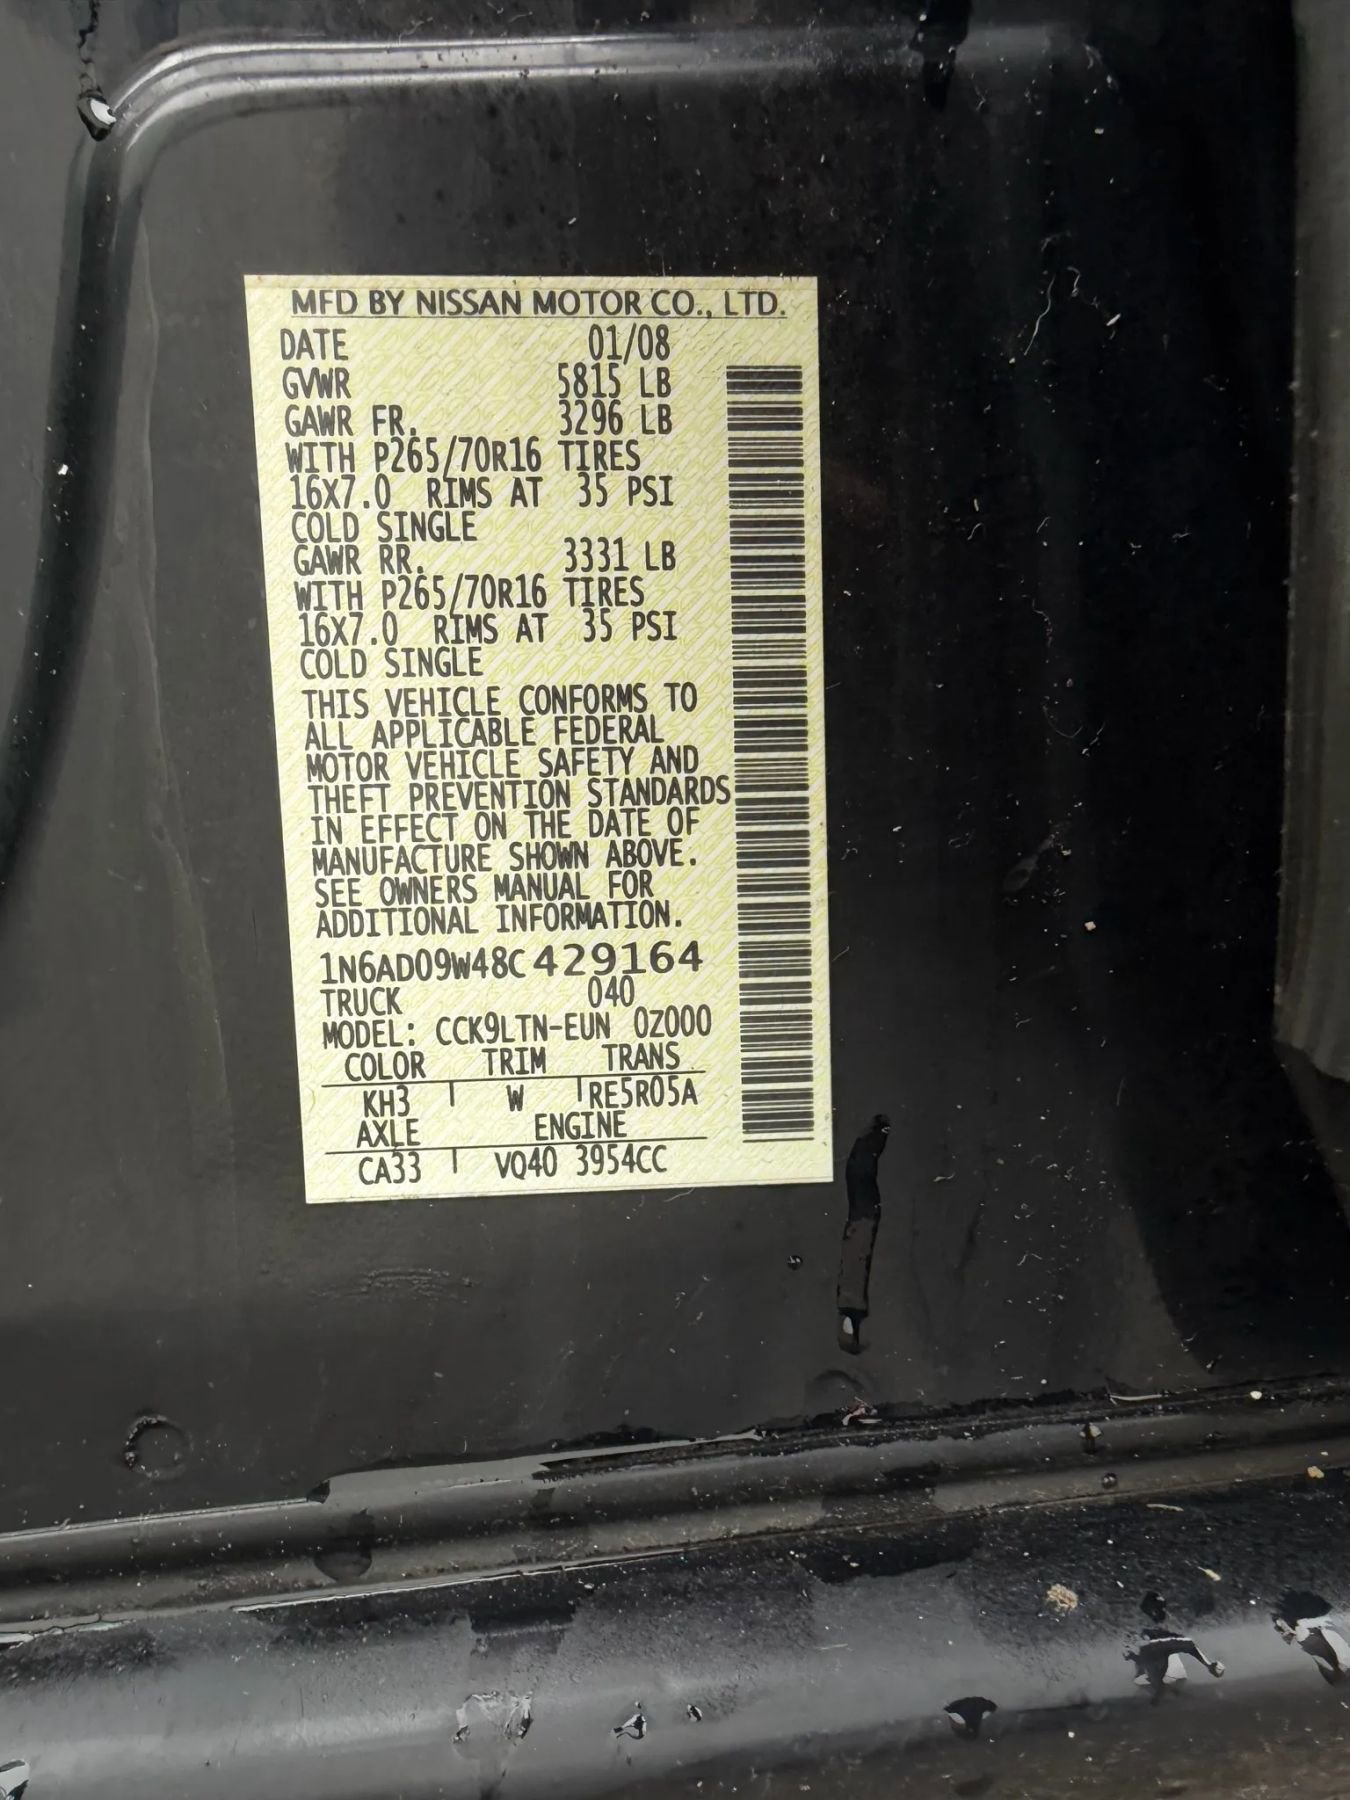 MFD BY NISSAN MOTOR CO., LTD.
DATE 01/08
GVWR 5815 LB
GAWR FR. 3296 LB
WITH P265/70R16 TIRES
16X7.0 RIMS AT 35 PSI
COLD SINGLE
GAWR RR. 3331 LB
WITH P265/70R16 TIRES
16X7.0 RIMS AT 35 PSI
COLD SINGLE
THIS VEHICLE CONFORMS TO
ALL APPLICABLE FEDERAL
MOTOR VEHICLE SAFETY AND
THEFT PREVENTION STANDARDS
IN EFFECT ON THE DATE OF
MANUFACTURE SHOWN ABOVE.
SEE OWNERS MANUAL FOR
ADDITIONAL INFORMATION.
1N6AD09W48C429164
TRUCK 040
MODEL: CCK9LTN-EUN 0Z000
COLOR TRIM TRANS
KH3 W RE5R05A
AXLE ENGINE
CA33 VQ40 3954CC